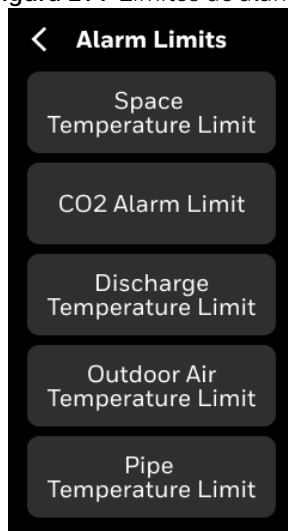 < Alarm Limits
Space
Temperature Limit
CO2 Alarm Limit
Discharge
Temperature Limit
Outdoor Air
Temperature Limit
Pipe
Temperature Limit